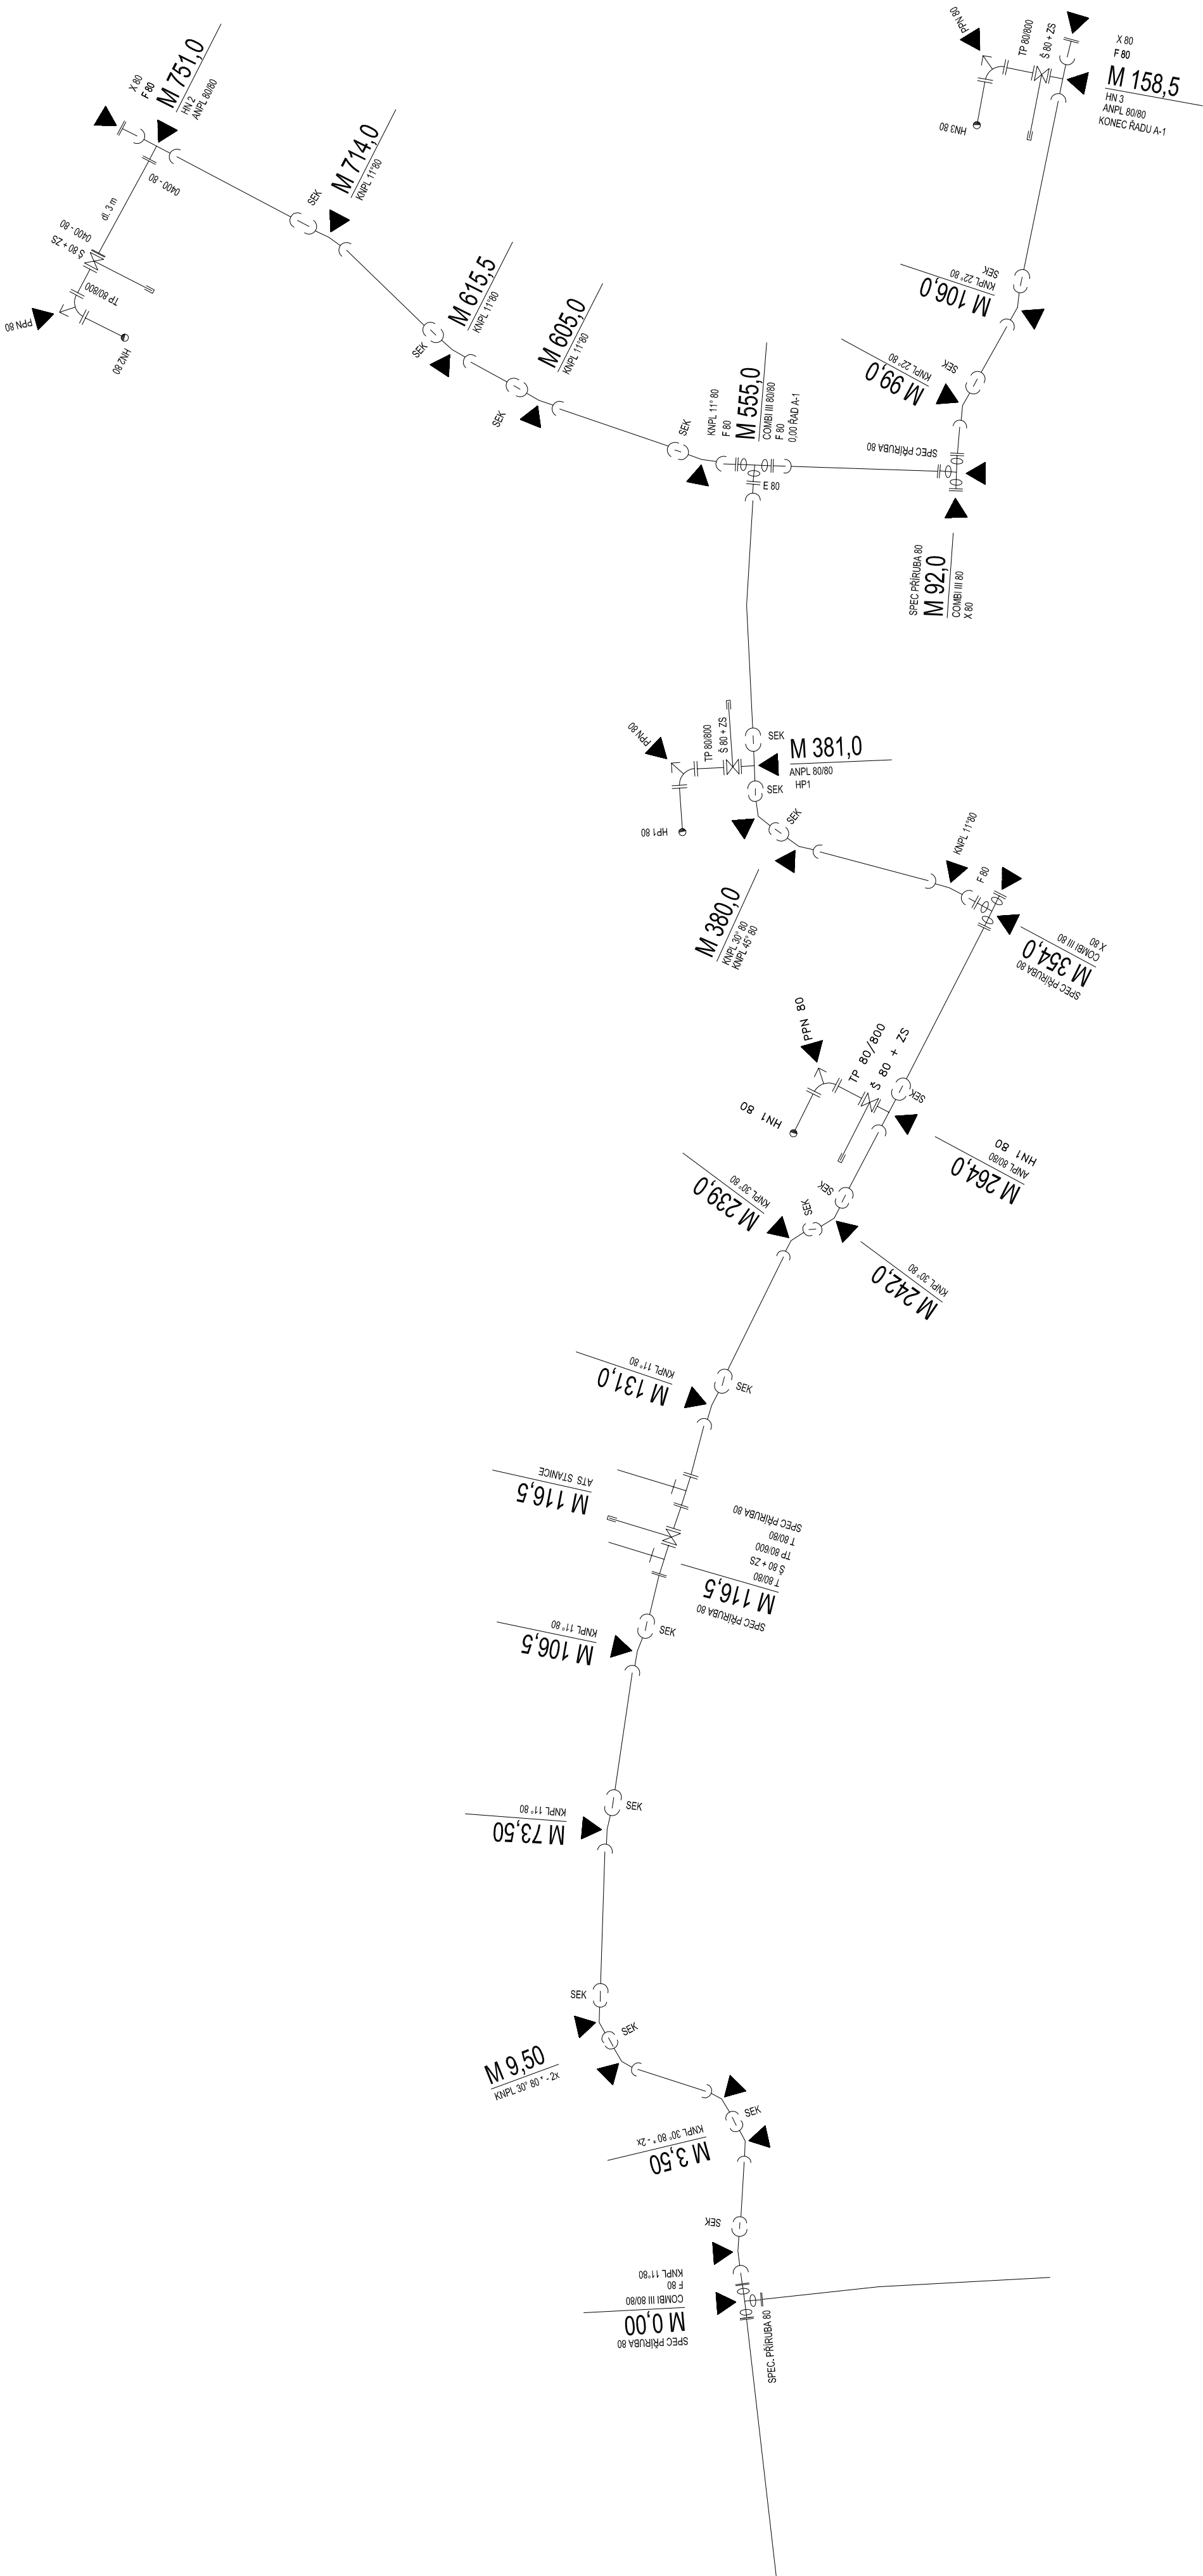 PPN 80
TP 80/800
Š 80 + ZS
X 80
F 80
M 158,5
HN 3
ANPL 80/80
KONEC ŘADU A-1
HN3 80
X 80
F 80
M 751,0
HN 2
ANPL 80/80
0400 - 80
dl. 3 m
0400 - 80
Š 80 + ZS
TP 80/800
PPN 80
HN2 80
SEK
M 714,0
KNPL 11°80
SEK
M 615,5
KNPL 11°80
SEK
M 605,0
KNPL 11°80
SEK
KNPL 22° 80
M 106,0
SEK
KNPL 22° 80
M 99,0
SEK
KNPL 11° 80
F 80
M 555,0
COMBI III 80/80
F 80
0,00 ŘAD A-1
E 80
SPEC PŘÍRUBA 80
SPEC PŘÍRUBA 80
M 92,0
COMBI III 80
X 80
PPN 80
TP 80/800
Š 80 + ZS
SEK
M 381,0
ANPL 80/80
HP1
SEK
HP1 80
SEK
M 380,0
KNPL 30° 80
KNPL 45° 80
KNPL 11°80
F 80
X 80
COMBI III 80
M 354,0
SPEC PŘÍRUBA 80
PPN 80
TP 80/800
Š 80 + ZS
HN1 80
SEK
HN1 80
ANPL 80/80
M 264,0
KNPL 30° 80
M 239,0
SEK
SEK
KNPL 30° 80
M 242,0
KNPL 11° 80
M 131,0
SEK
ATS STANICE
M 116,5
SPEC PŘÍRUBA 80
T 80/80
TP 80/600
Š 80 + ZS
T 80/80
M 116,5
SPEC PŘÍRUBA 80
KNPL 11° 80
M 106,5
SEK
KNPL 11° 80
M 73,50
SEK
SEK
SEK
M 9,50
KNPL 30° 80 * - 2x
SEK
KNPL 30° 80 * - 2x
M 3,50
SEK
KNPL 11°80
F 80
COMBI III 80/80
M 0,00
SPEC PŘÍRUBA 80
SPEC. PŘÍRUBA 80